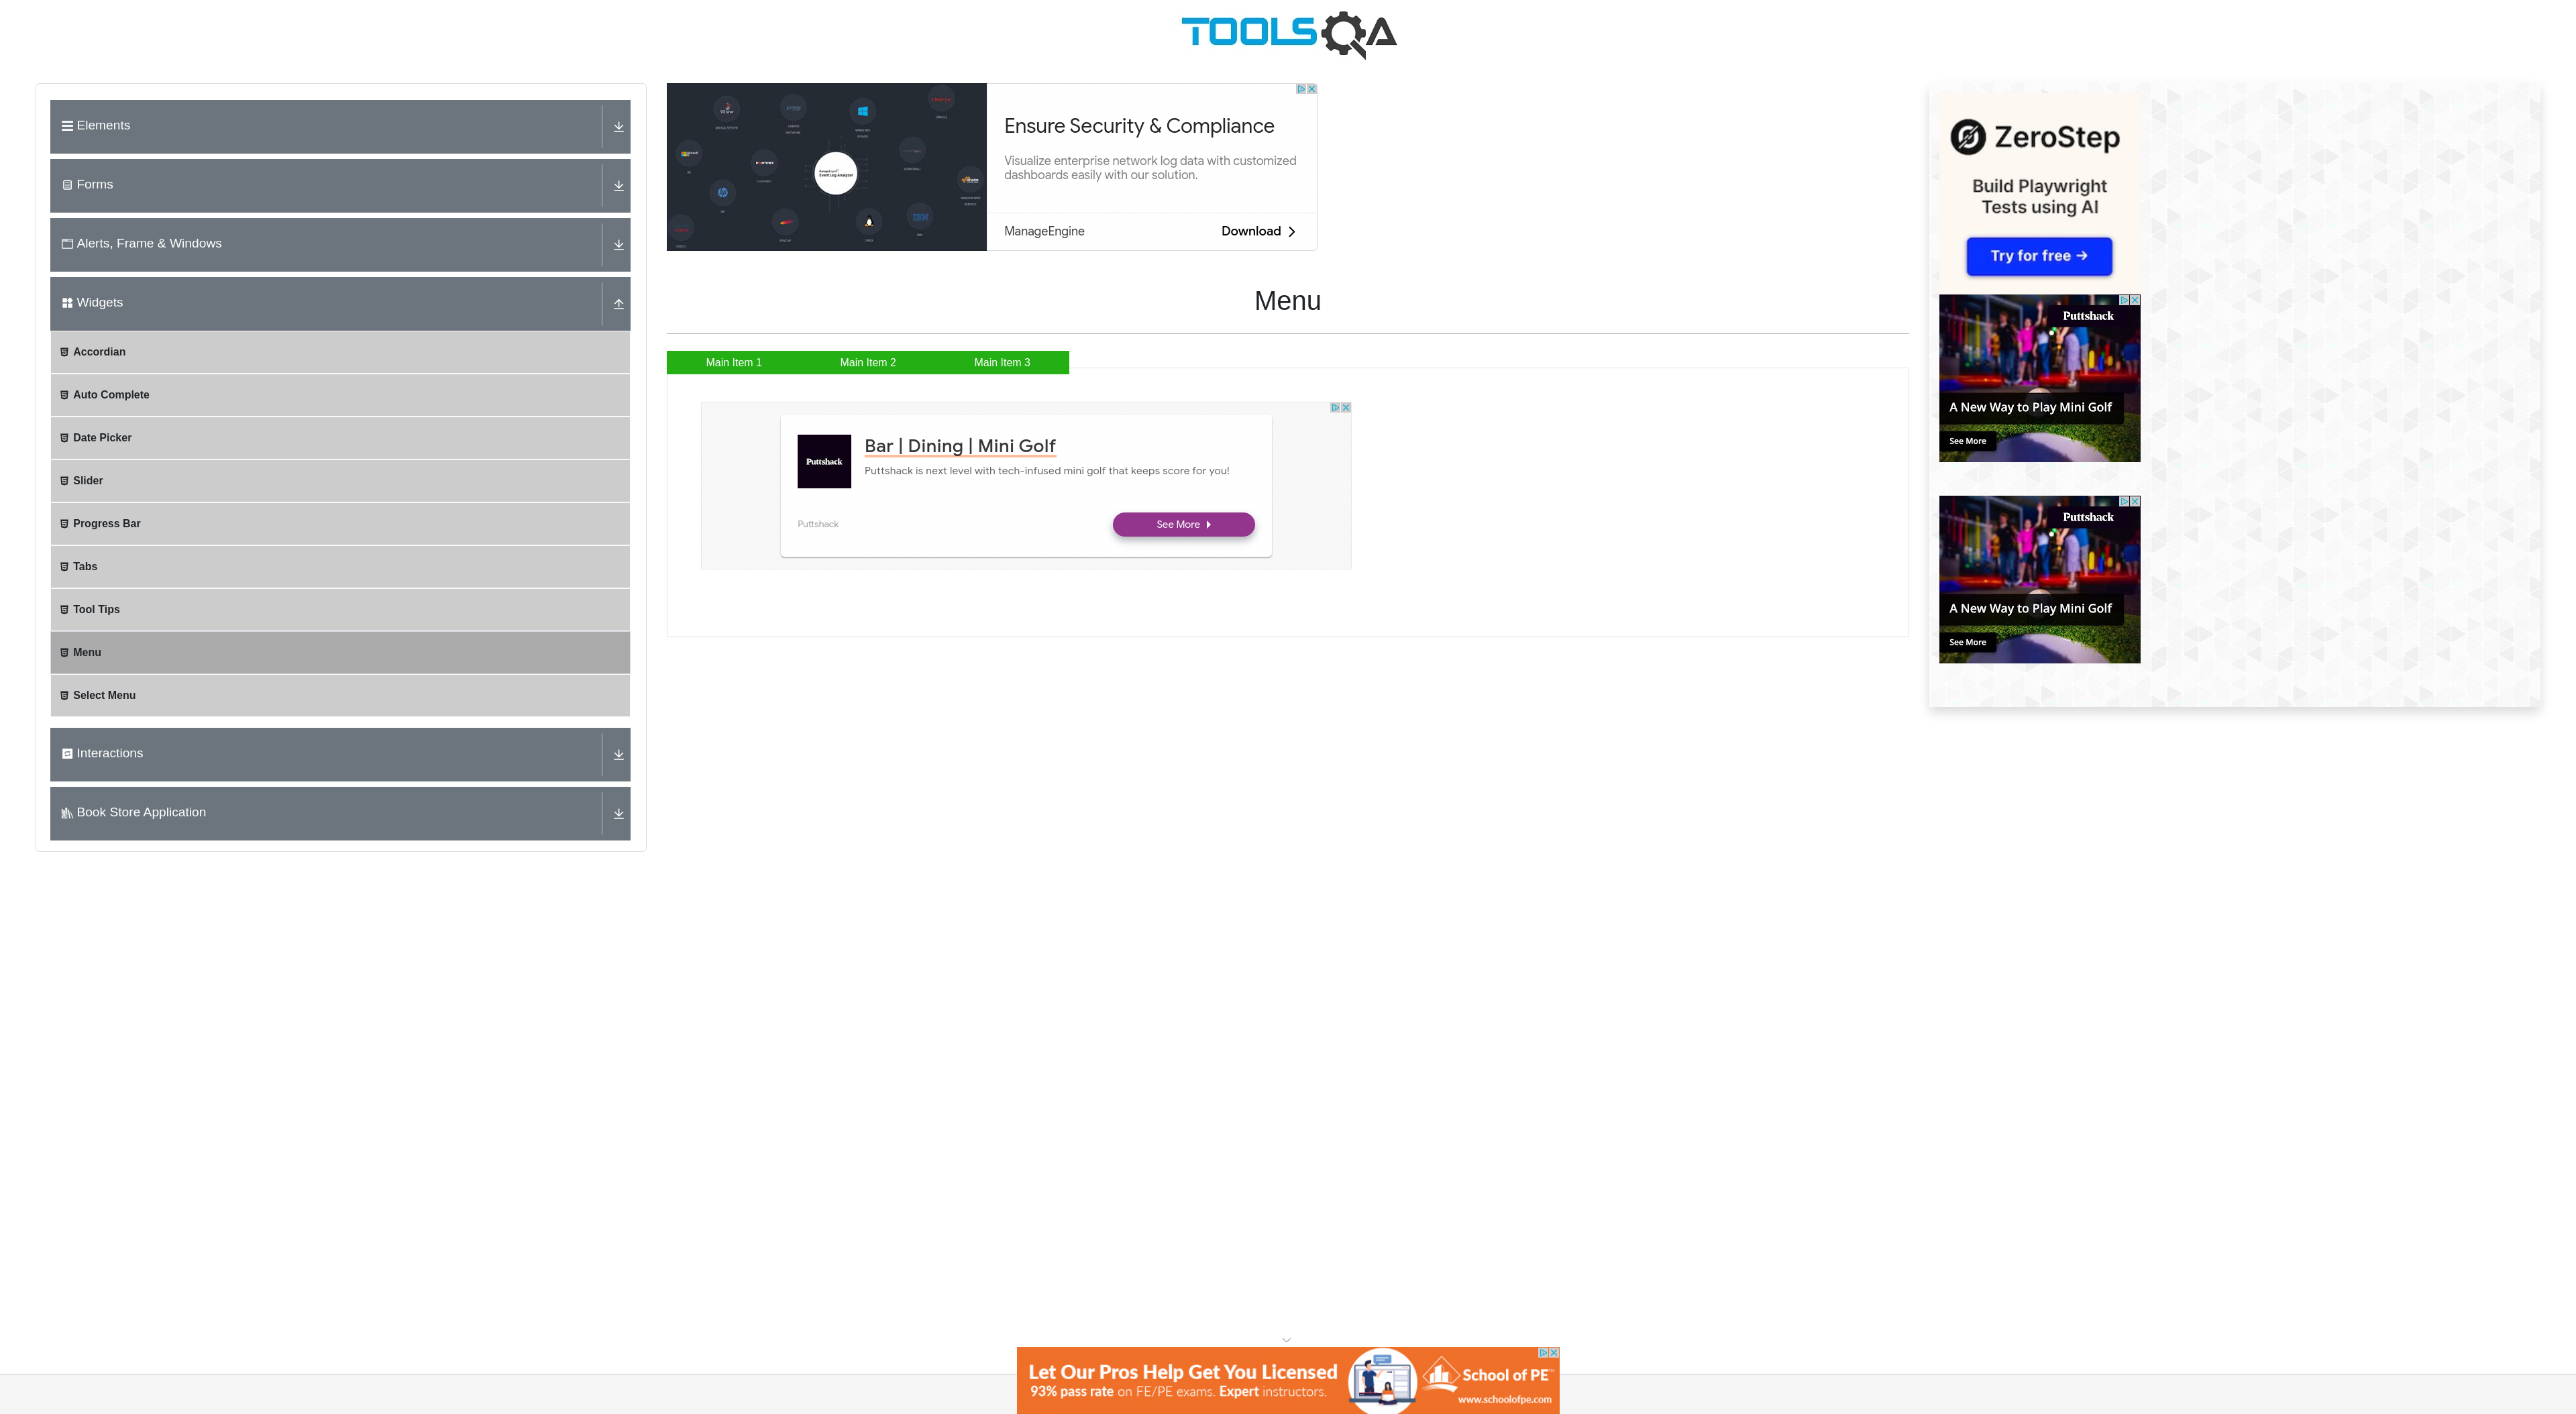 TOOLSQA
Elements
Forms
Alerts, Frame & Windows
Widgets
Accordian
Auto Complete
Date Picker
Slider
Progress Bar
Tabs
Tool Tips
Menu
Select Menu
Interactions
Book Store Application
Ensure Security & Compliance
Visualize enterprise network log data with customized
dashboards easily with our solution.
ManageEngine
Download
Menu
Main Item 1
Main Item 2
Main Item 3
Puttshack
Bar | Dining | Mini Golf
Puttshack is next level with tech-infused mini golf that keeps score for you!
Puttshack
See More
ZeroStep
Build Playwright
Tests using AI
Try for free →
Puttshack
A New Way to Play Mini Golf
See More
Puttshack
A New Way to Play Mini Golf
See More
Let Our Pros Help Get You Licensed
93% pass rate on FE/PE exams. Expert instructors.
School of PE
www.schoolofpe.com